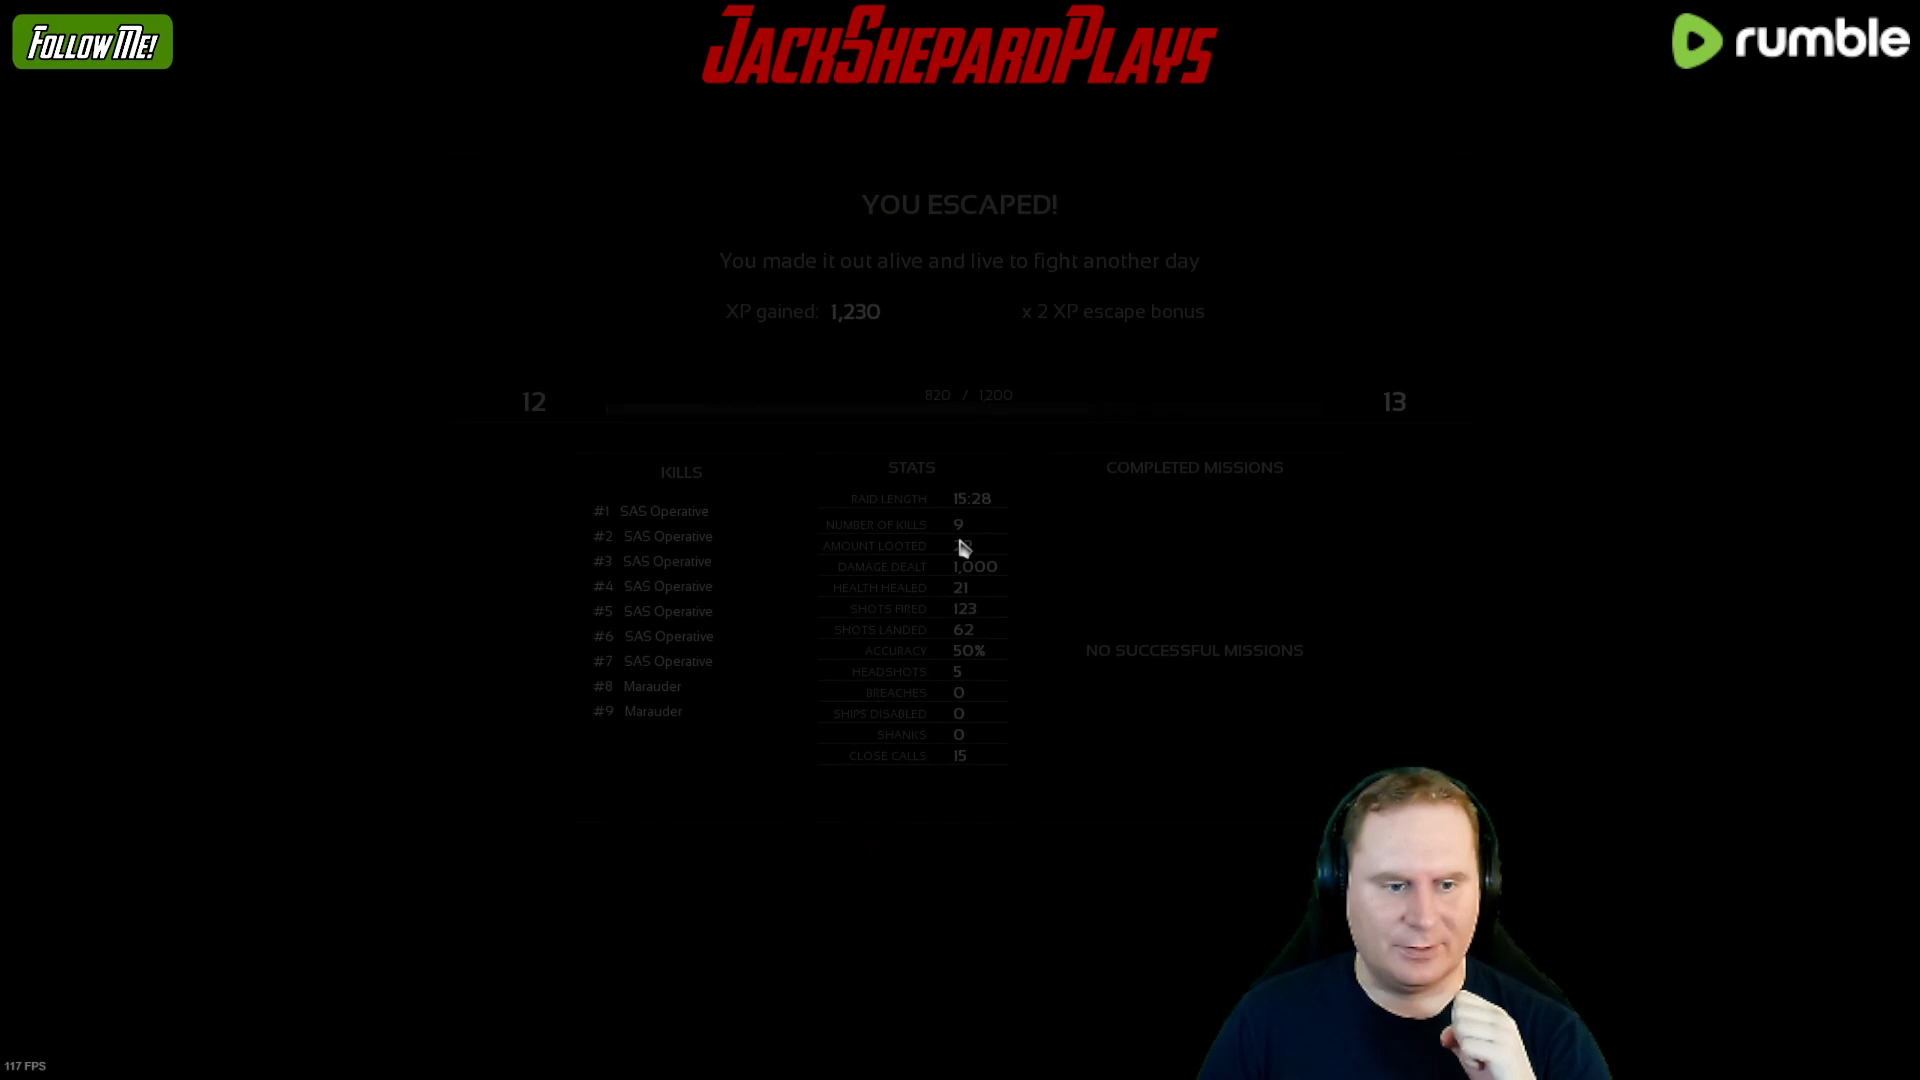 FOLLOW ME!
JACKSHEPARDPLAYS
rumble
YOU ESCAPED!
You made it out alive and live to fight another day
XP gained: 1,230 x 2 XP escape bonus
12 820 / 1,200 13
KILLS
#1 SAS Operative
#2 SAS Operative
#3 SAS Operative
#4 SAS Operative
#5 SAS Operative
#6 SAS Operative
#7 SAS Operative
#8 Marauder
#9 Marauder
STATS
RAID LENGTH 15:28
NUMBER OF KILLS 9
AMOUNT LOOTED
DAMAGE DEALT 1,000
HEALTH HEALED 21
SHOTS FIRED 123
SHOTS LANDED 62
ACCURACY 50%
HEADSHOTS 5
BREACHES 0
SHIPS DISABLED 0
SHANKS 0
CLOSE CALLS 15
COMPLETED MISSIONS
NO SUCCESSFUL MISSIONS
117 FPS